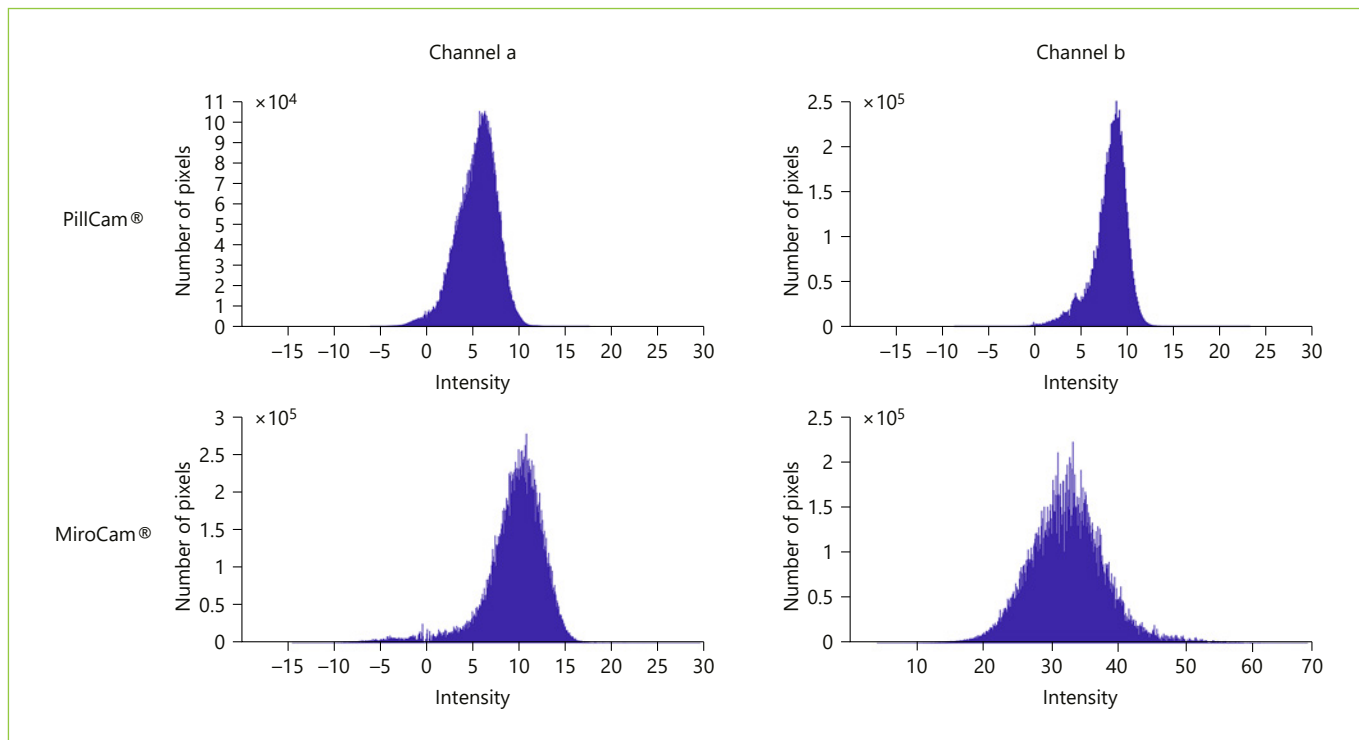 Channel a
Channel b
PillCam®
Number of pixels
11
10
9
8
7
6
5
4
3
2
1
0
×10⁴
–15 –10 –5 0 5 10 15 20 25 30
Intensity
Number of pixels
2.5
2
1.5
1
0.5
0
×10⁵
–15 –10 –5 0 5 10 15 20 25 30
Intensity
MiroCam®
Number of pixels
3
2.5
2
1.5
1
0.5
0
×10⁵
–15 –10 –5 0 5 10 15 20 25 30
Intensity
Number of pixels
2.5
2
1.5
1
0.5
0
×10⁵
10 20 30 40 50 60 70
Intensity